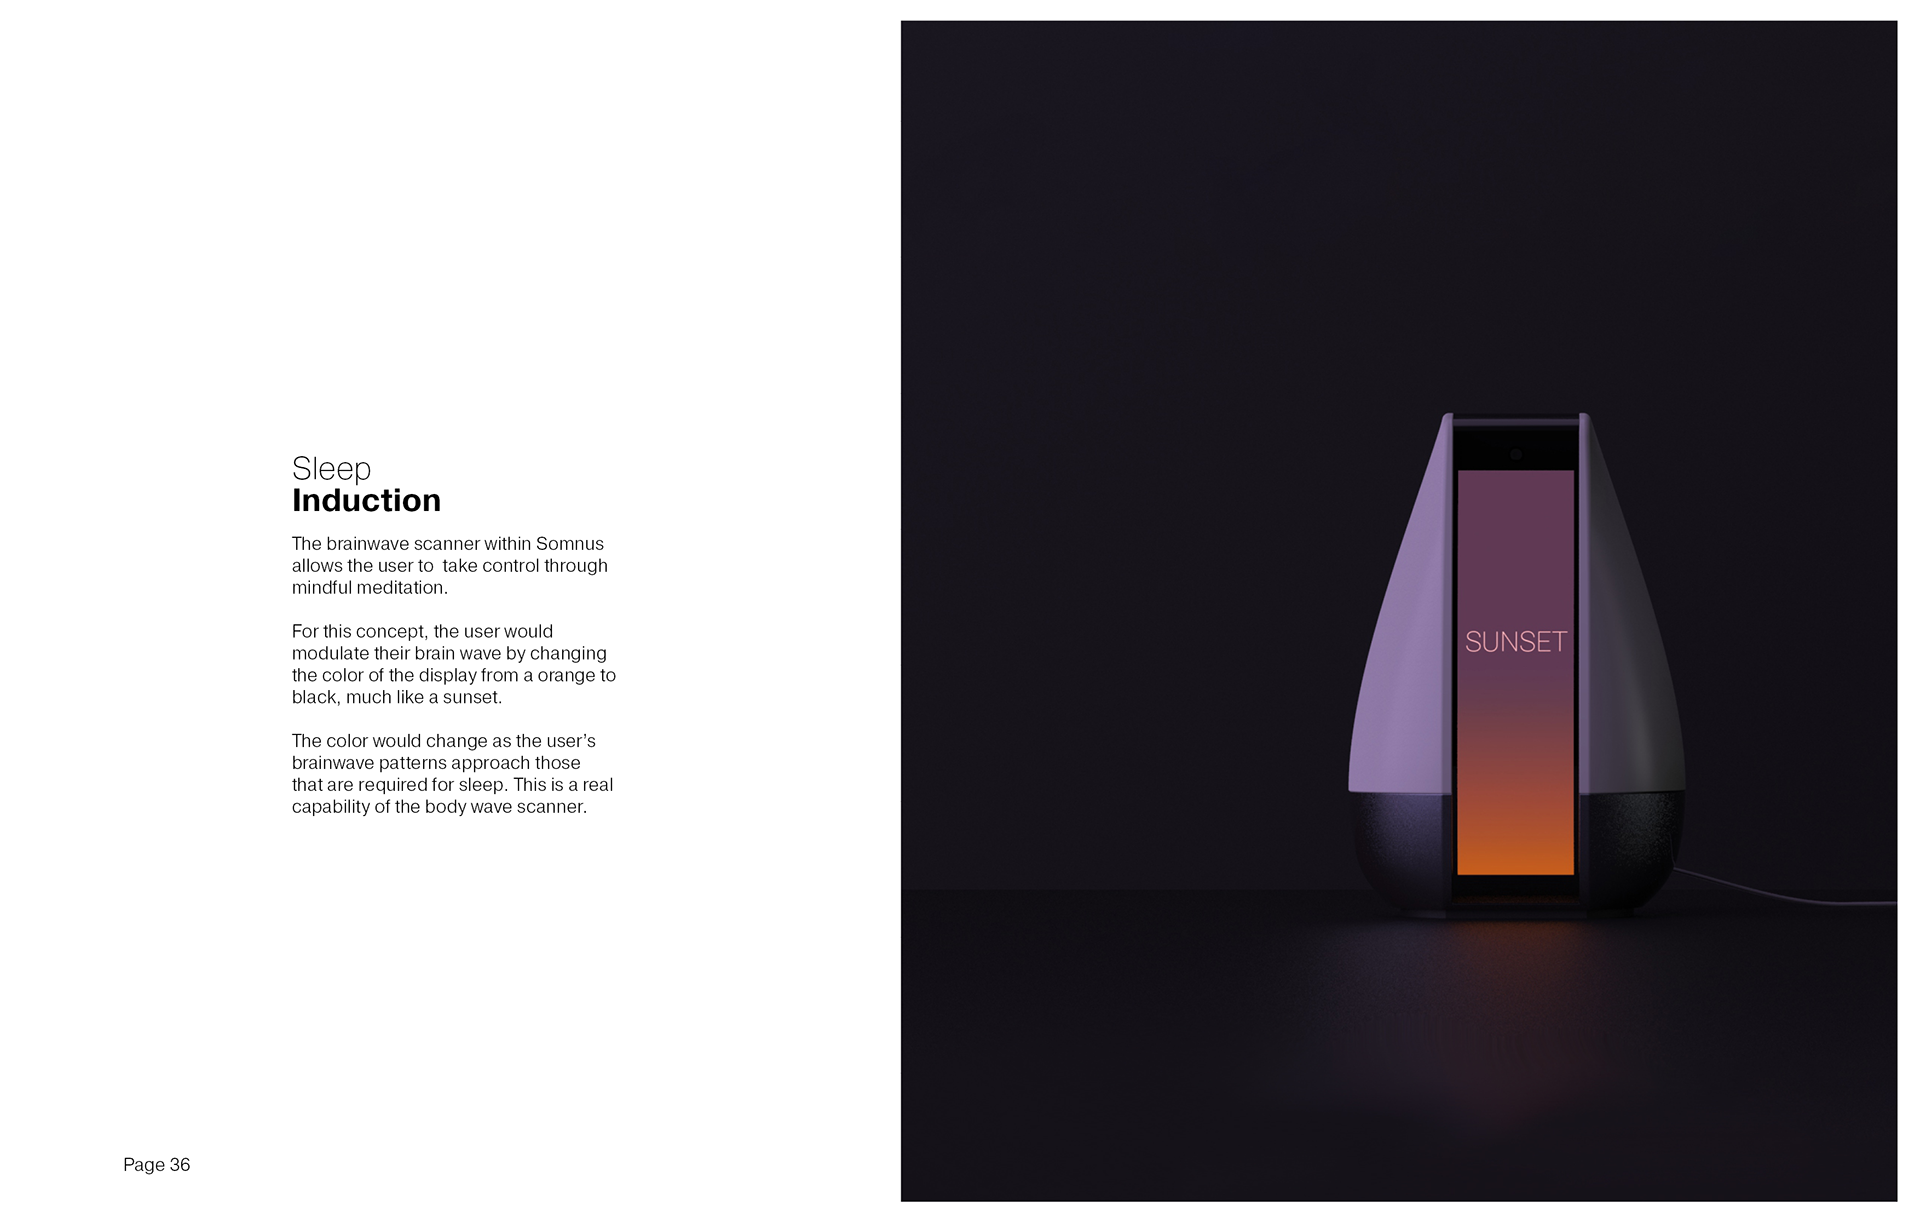 Sleep
Induction
The brainwave scanner within Somnus
allows the user to  take control through
mindful meditation.
For this concept, the user would
modulate their brain wave by changing
the color of the display from a orange to
black, much like a sunset.
The color would change as the user’s
brainwave patterns approach those
that are required for sleep. This is a real
capability of the body wave scanner.
Page 36
SUNSET